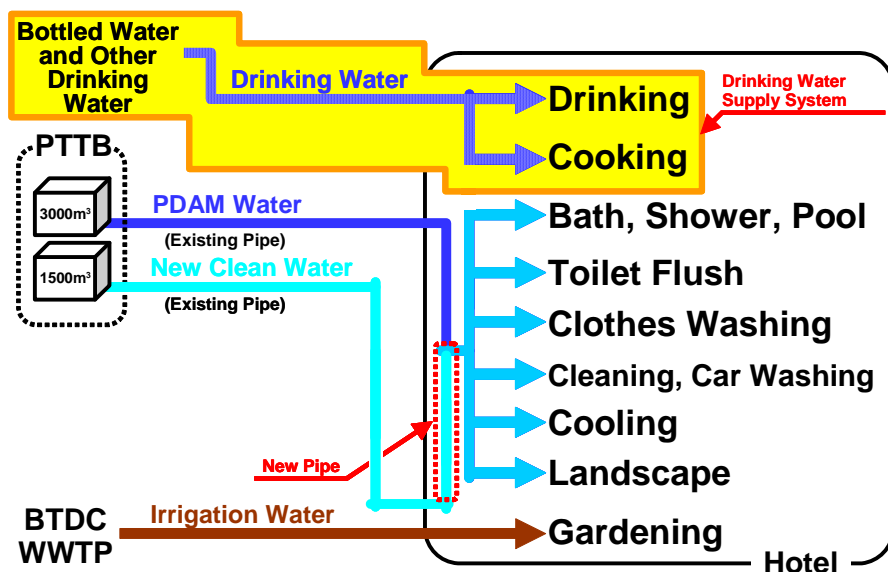 Bottled Water
and Other
Drinking
Water
Drinking Water
Drinking
Cooking
Drinking Water
Supply System
PTTB
3000m³
1500m³
PDAM Water
(Existing Pipe)
New Clean Water
(Existing Pipe)
Bath, Shower, Pool
Toilet Flush
Clothes Washing
Cleaning, Car Washing
Cooling
Landscape
New Pipe
BTDC
WWTP
Irrigation Water
Gardening
Hotel